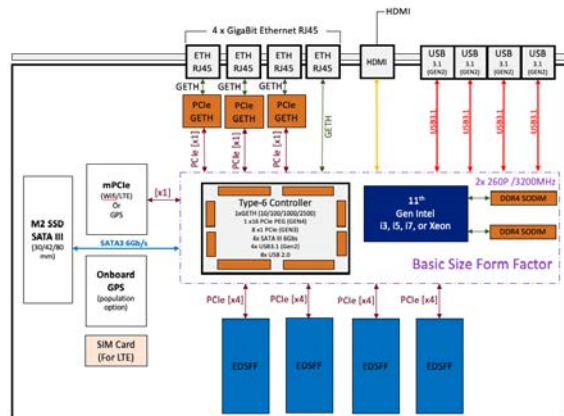 HDMI
4 x GigaBit Ethernet RJ45
ETH
RJ45
ETH
RJ45
ETH
RJ45
ETH
RJ45
HDMI
USB
3.1
(GEN2)
USB
3.1
(GEN2)
USB
3.1
(GEN2)
USB
3.1
(GEN2)
GETH
GETH
GETH
PCIe
GETH
PCIe
GETH
PCIe
GETH
GETH
USB3.1
USB3.1
USB3.1
USB3.1
PCIe [x1]
PCIe [x1]
PCIe [x1]
mPCIe
(Wifi/LTE)
Or
GPS
[x1]
2x 260P /3200MHz
Type-6 Controller
1xGETH (10/100/1000/2500)
1 x16 PCIe PEG (GEN4)
8 x1 PCIe (GEN3)
4x SATA III 6Gbs
4x USB3.1 (Gen2)
8x USB 2.0
11th
Gen Intel
i3, i5, i7, or Xeon
DDR4 SODIM
DDR4 SODIM
M2 SSD
SATA III
(30/42/80
mm)
SATA3 6Gb/s
Basic Size Form Factor
Onboard
GPS
(population
option)
SIM Card
(For LTE)
PCIe [x4]
PCIe [x4]
PCIe [x4]
PCIe [x4]
EDSFF
EDSFF
EDSFF
EDSFF